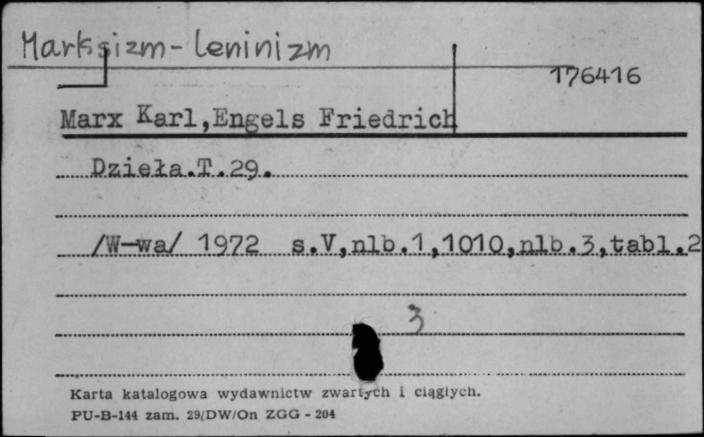 Marksizm-leninizm
176416
Marx Karl,Engels Friedrich
Dzieła.T.29.
/W-wa/ 1972 s.V,nlb.1,1010,nlb.3,tabl.2
3
Karta katalogowa wydawnictw zwartych i ciągłych.
PU-B-144 zam. 29/DW/On ZGG - 204